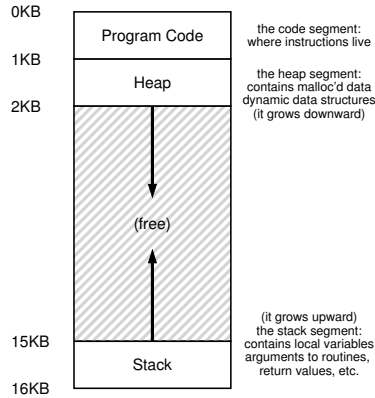 0KB
Program Code
the code segment:
where instructions live
1KB
Heap
the heap segment:
contains malloc'd data
dynamic data structures
(it grows downward)
2KB
(free)
(it grows upward)
the stack segment:
contains local variables
arguments to routines,
return values, etc.
15KB
Stack
16KB